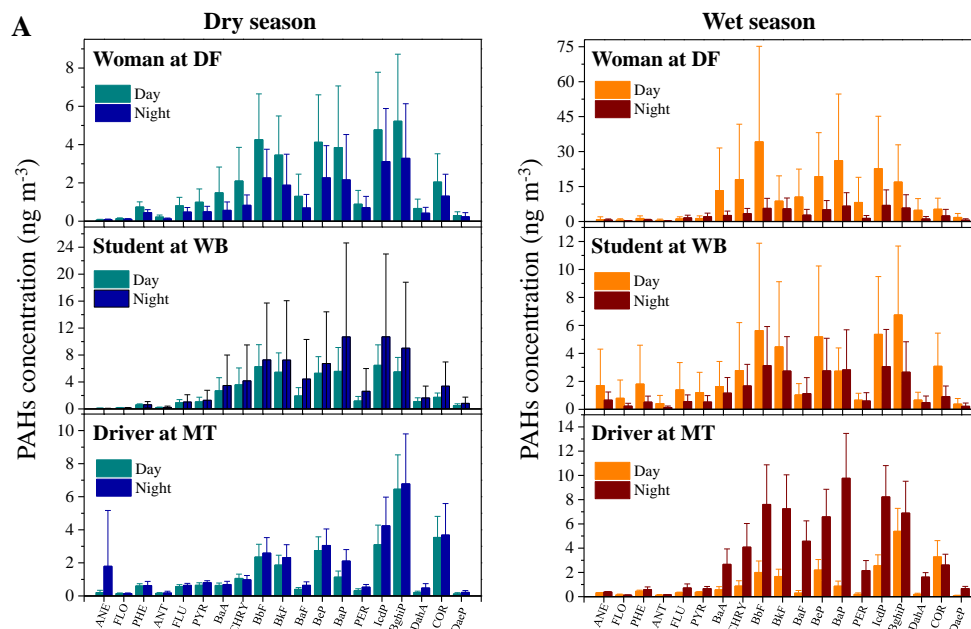 A
Dry season
Wet season
PAHs concentration (ng m-3)
Woman at DF
Day
Night
8
6
4
2
0
Student at WB
Day
Night
24
20
16
12
8
4
0
Driver at MT
Day
Night
10
8
6
4
2
0
ANE
FLO
PHE
ANT
FLU
PYR
BaA
CHRY
BbF
BkF
BaF
BeP
BaP
PER
IcdP
BghiP
DahA
COR
DaeP
PAHs concentration (ng m-3)
Woman at DF
Day
Night
75
60
45
30
15
0
Student at WB
Day
Night
12
10
8
6
4
2
0
Driver at MT
Day
Night
14
12
10
8
6
4
2
0
ANE
FLO
PHE
ANT
FLU
PYR
BaA
CHRY
BbF
BkF
BaF
BeP
BaP
PER
IcdP
BghiP
DahA
COR
DaeP